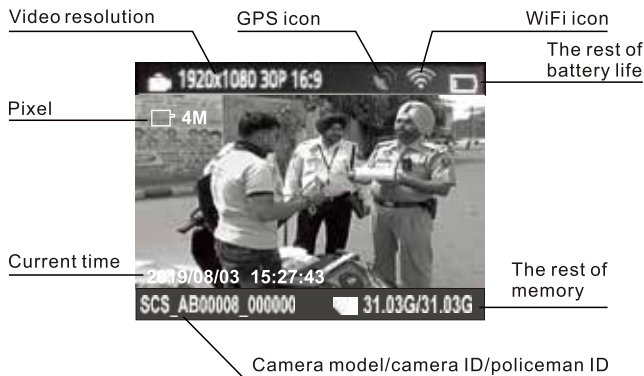 Video resolution
GPS icon
WiFi icon
The rest of
battery life
1920x1080 30P 16:9
Pixel
4M
Current time
2019/08/03 15:27:43
The rest of
memory
SCS_AB00008_000000
31.03G/31.03G
Camera model/camera ID/policeman ID